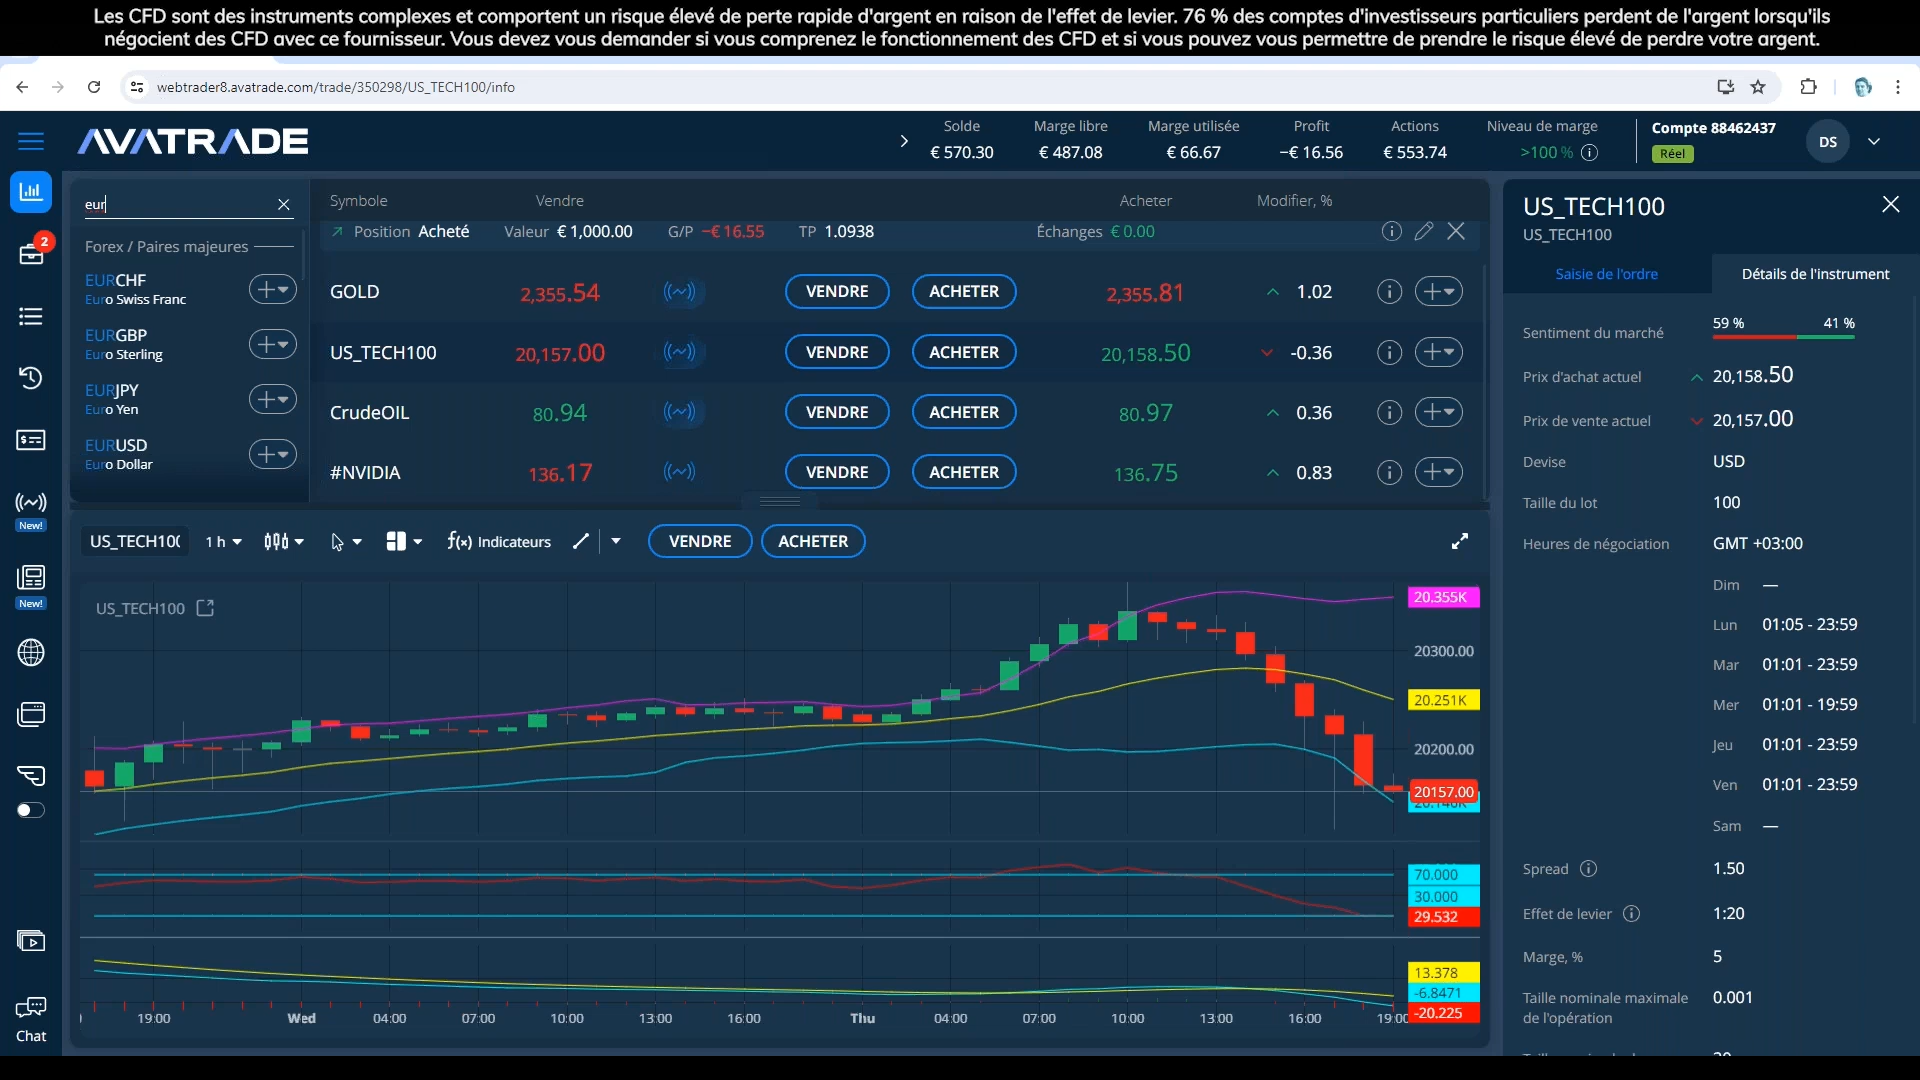 Les CFD sont des instruments complexes et comportent un risque élevé de perte rapide d'argent en raison de l'effet de levier. 76 % des comptes d'investisseurs particuliers perdent de l'argent lorsqu'ils
négocient des CFD avec ce fournisseur. Vous devez vous demander si vous comprenez le fonctionnement des CFD et si vous pouvez vous permettre de prendre le risque élevé de perdre votre argent.
webtrader8.avatrade.com/trade/350298/US_TECH100/info
AVATRADE
Solde Marge libre Marge utilisée Profit Actions Niveau de marge
€ 570.30 € 487.08 € 66.67 −€ 16.56 € 553.74 >100 %
Compte 88462437
Réel
DS
2
New!
New!
Chat
eur
Forex / Paires majeures
EURCHF
Euro Swiss Franc
EURGBP
Euro Sterling
EURJPY
Euro Yen
EURUSD
Euro Dollar
Symbole Vendre Acheter Modifier, %
Position Acheté Valeur € 1,000.00 G/P −€ 16.55 TP 1.0938 Échanges € 0.00
GOLD 2,355.54 VENDRE ACHETER 2,355.81 1.02
US_TECH100 20,157.00 VENDRE ACHETER 20,158.50 -0.36
CrudeOIL 80.94 VENDRE ACHETER 80.97 0.36
#NVIDIA 136.17 VENDRE ACHETER 136.75 0.83
US_TECH10( 1 h f(x) Indicateurs VENDRE ACHETER
US_TECH100
20.355K
20300.00
20.251K
20200.00
20157.00
70.000
30.000
29.532
13.378
-6.8471
-20.225
19:00 Wed 04:00 07:00 10:00 13:00 16:00 Thu 04:00 07:00 10:00 13:00 16:00 19:00
US_TECH100
US_TECH100
Saisie de l'ordre Détails de l'instrument
Sentiment du marché 59 % 41 %
Prix d'achat actuel 20,158.50
Prix de vente actuel 20,157.00
Devise USD
Taille du lot 100
Heures de négociation GMT +03:00
Dim —
Lun 01:05 - 23:59
Mar 01:01 - 23:59
Mer 01:01 - 19:59
Jeu 01:01 - 23:59
Ven 01:01 - 23:59
Sam —
Spread 1.50
Effet de levier 1:20
Marge, % 5
Taille nominale maximale 0.001
de l'opération